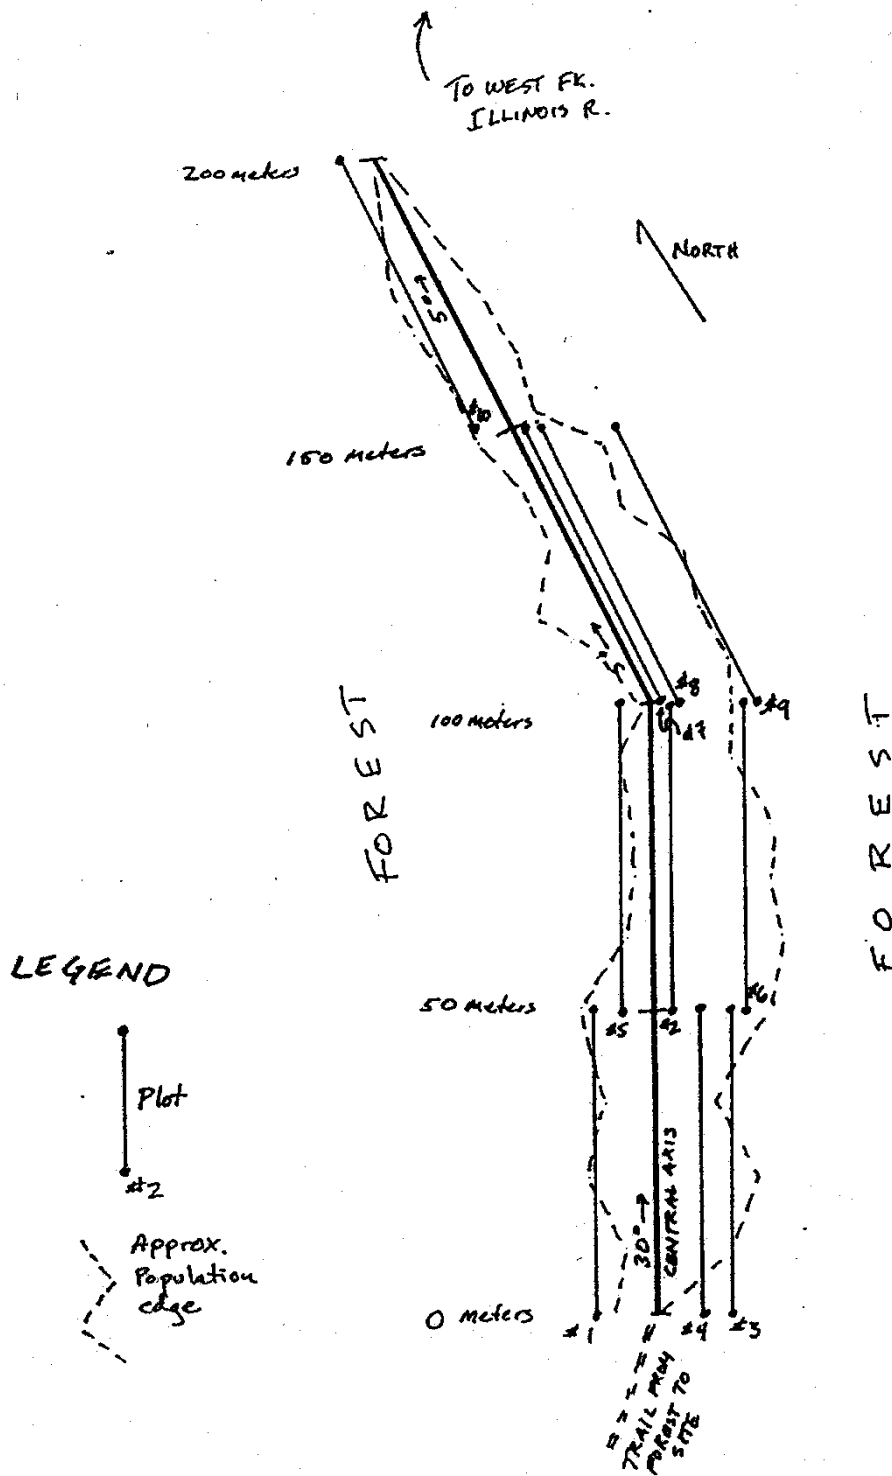 TO WEST FK.
ILLINOIS R.
200 meters
NORTH
5° →
#10
150 meters
5° →
#8
#9
100 meters
#7
FOREST
FOREST
LEGEND
50 meters
#5
#2
#6
Plot
#2
CENTRAL AXIS
30° →
Approx.
Population
edge
0 meters
#1
#4
#3
TRAIL FROM
FOREST TO
SITE